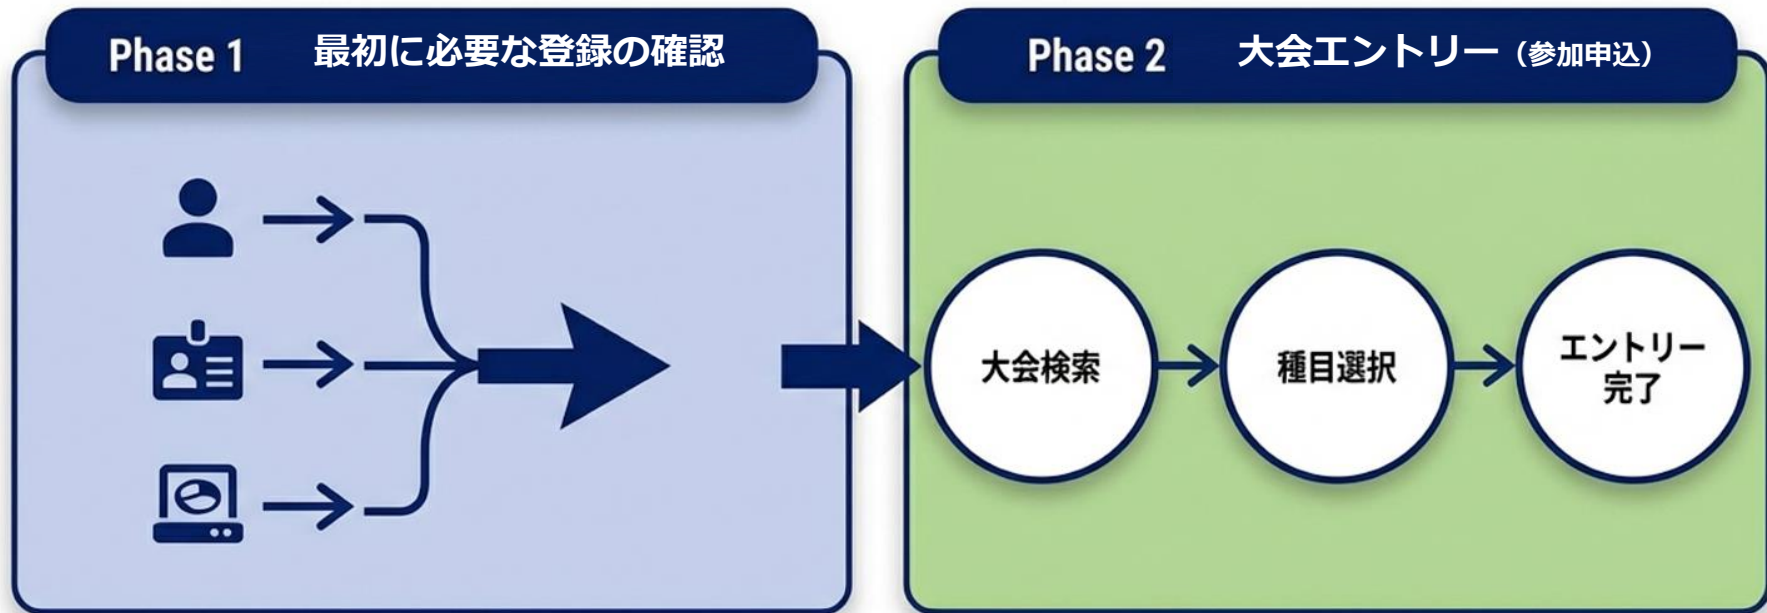 Phase 1 最初に必要な登録の確認
Phase 2 大会エントリー（参加申込）
大会検索
種目選択
エントリー
完了